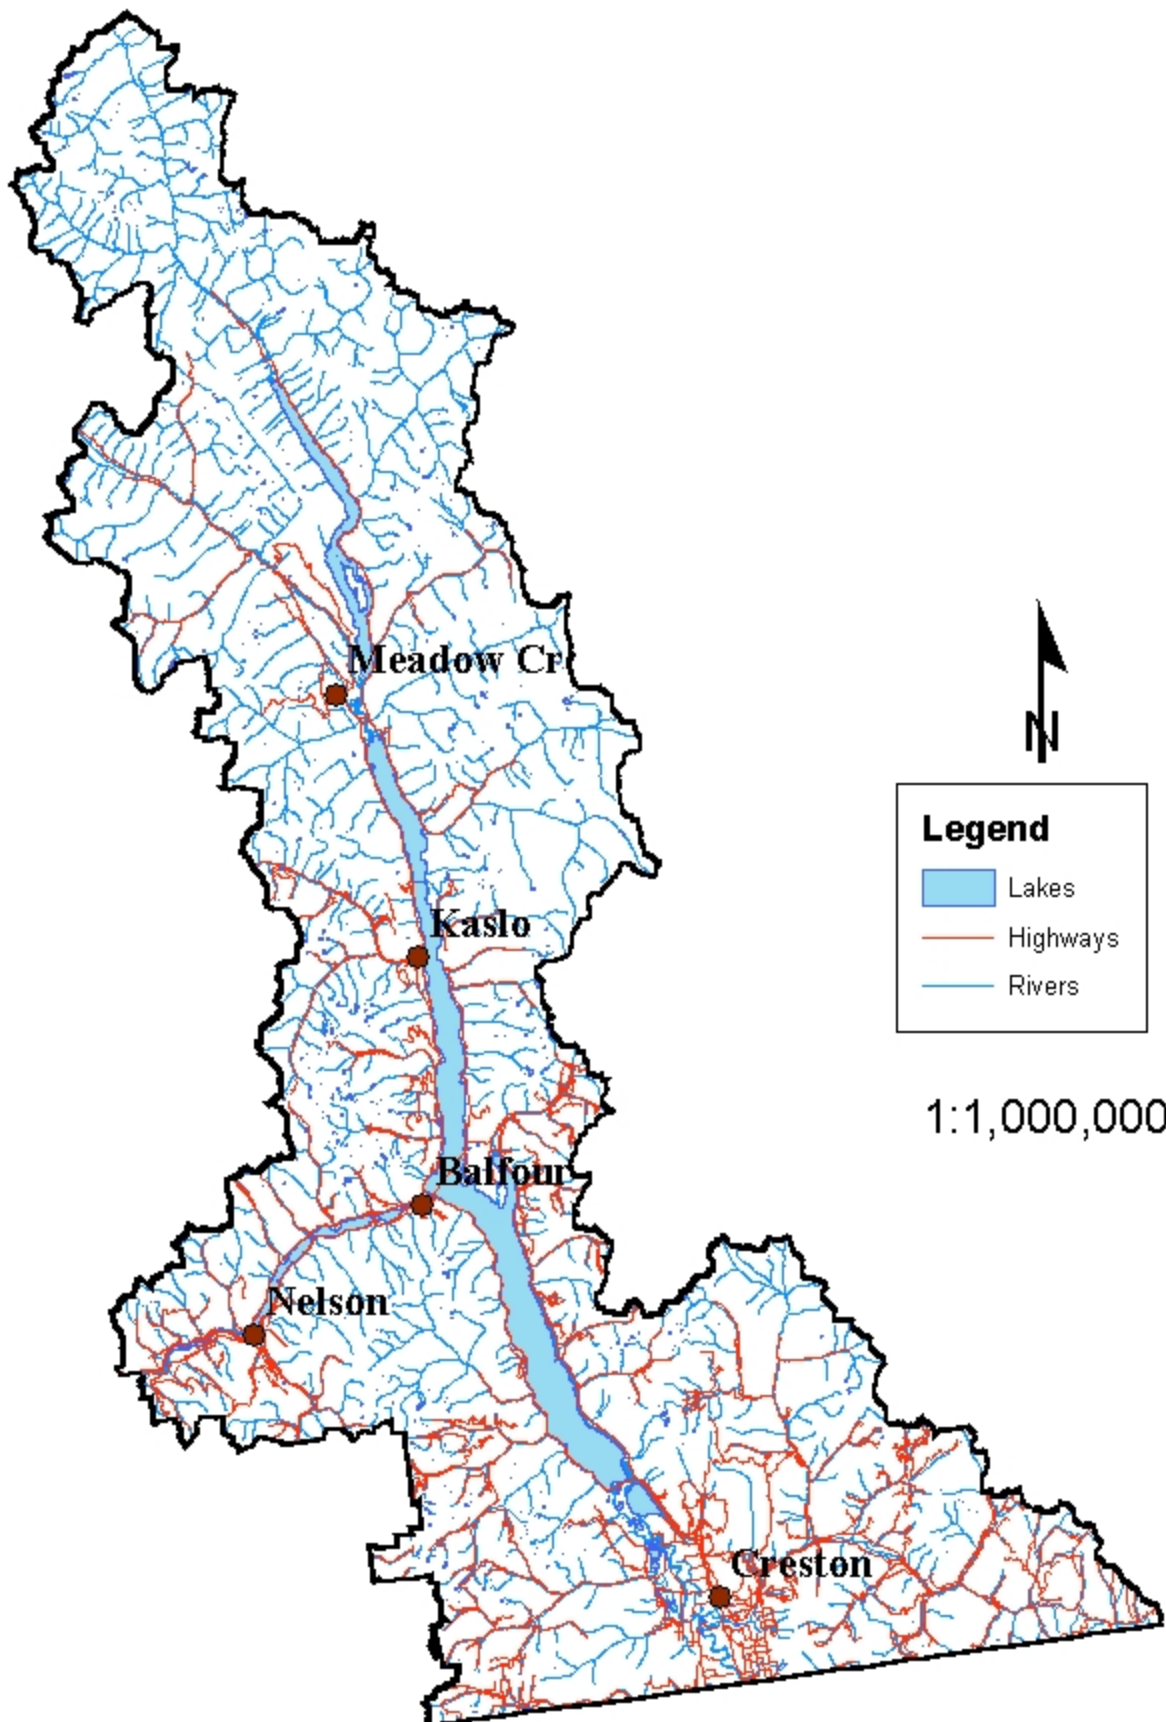 Meadow Cr
N
Legend
Lakes
Kaslo
Highways
Rivers
1:1,000,000
Balfour
Nelson
Creston